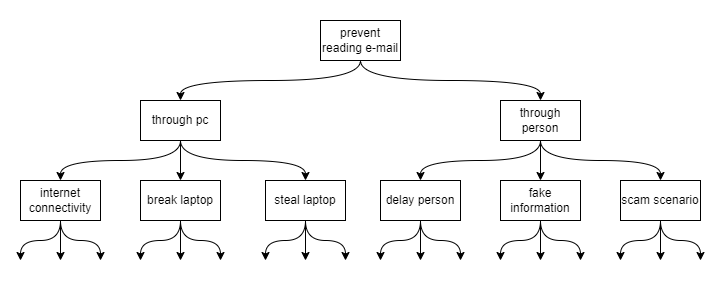 prevent
reading e-mail
through pc
through
person
internet
connectivity
break laptop
steal laptop
delay person
fake
information
scam scenario